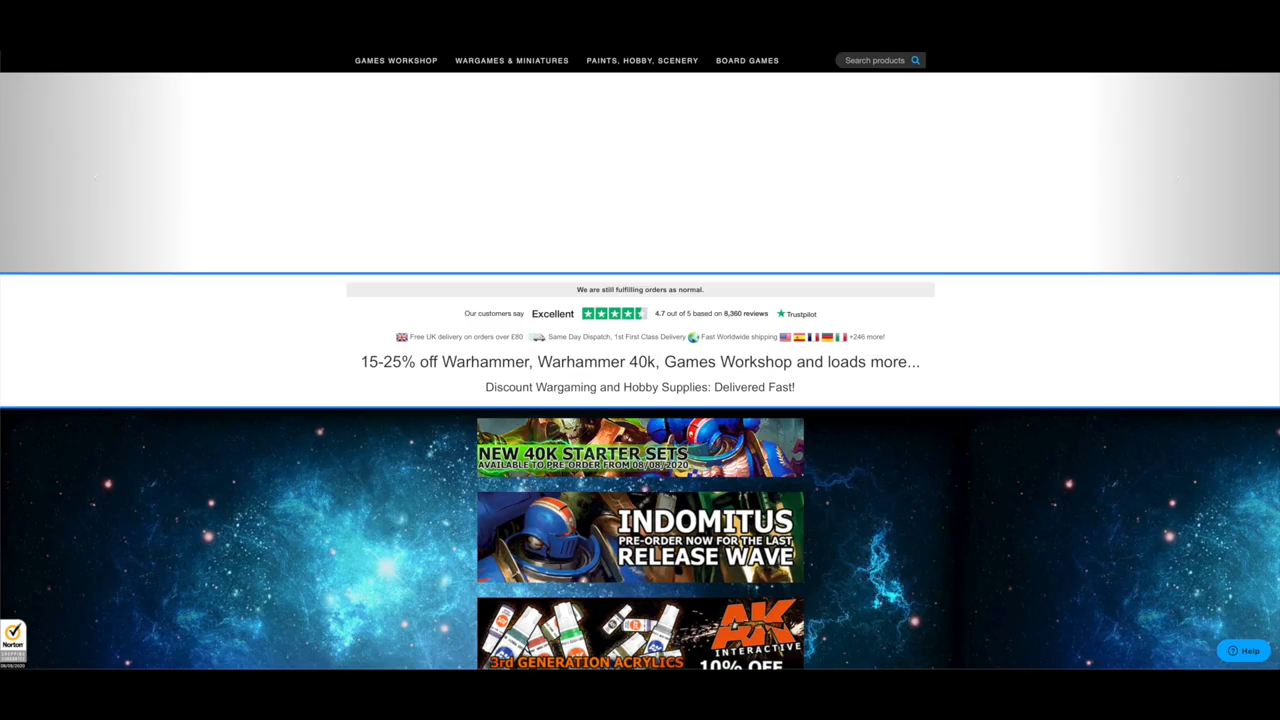 GAMES WORKSHOP WARGAMES & MINIATURES PAINTS, HOBBY, SCENERY BOARD GAMES Search products
We are still fulfilling orders as normal.
Our customers say Excellent 4.7 out of 5 based on 8,360 reviews Trustpilot
Free UK delivery on orders over £80 Same Day Dispatch, 1st First Class Delivery Fast Worldwide shipping +246 more!
15-25% off Warhammer, Warhammer 40k, Games Workshop and loads more...
Discount Wargaming and Hobby Supplies: Delivered Fast!
NEW 40K STARTER SETS
AVAILABLE TO PRE-ORDER FROM 08/08/2020
INDOMITUS
PRE-ORDER NOW FOR THE LAST
RELEASE WAVE
AK
INTERACTIVE
3rd GENERATION ACRYLICS 10% OFF
Norton
SHOPPING
GUARANTEE
Help